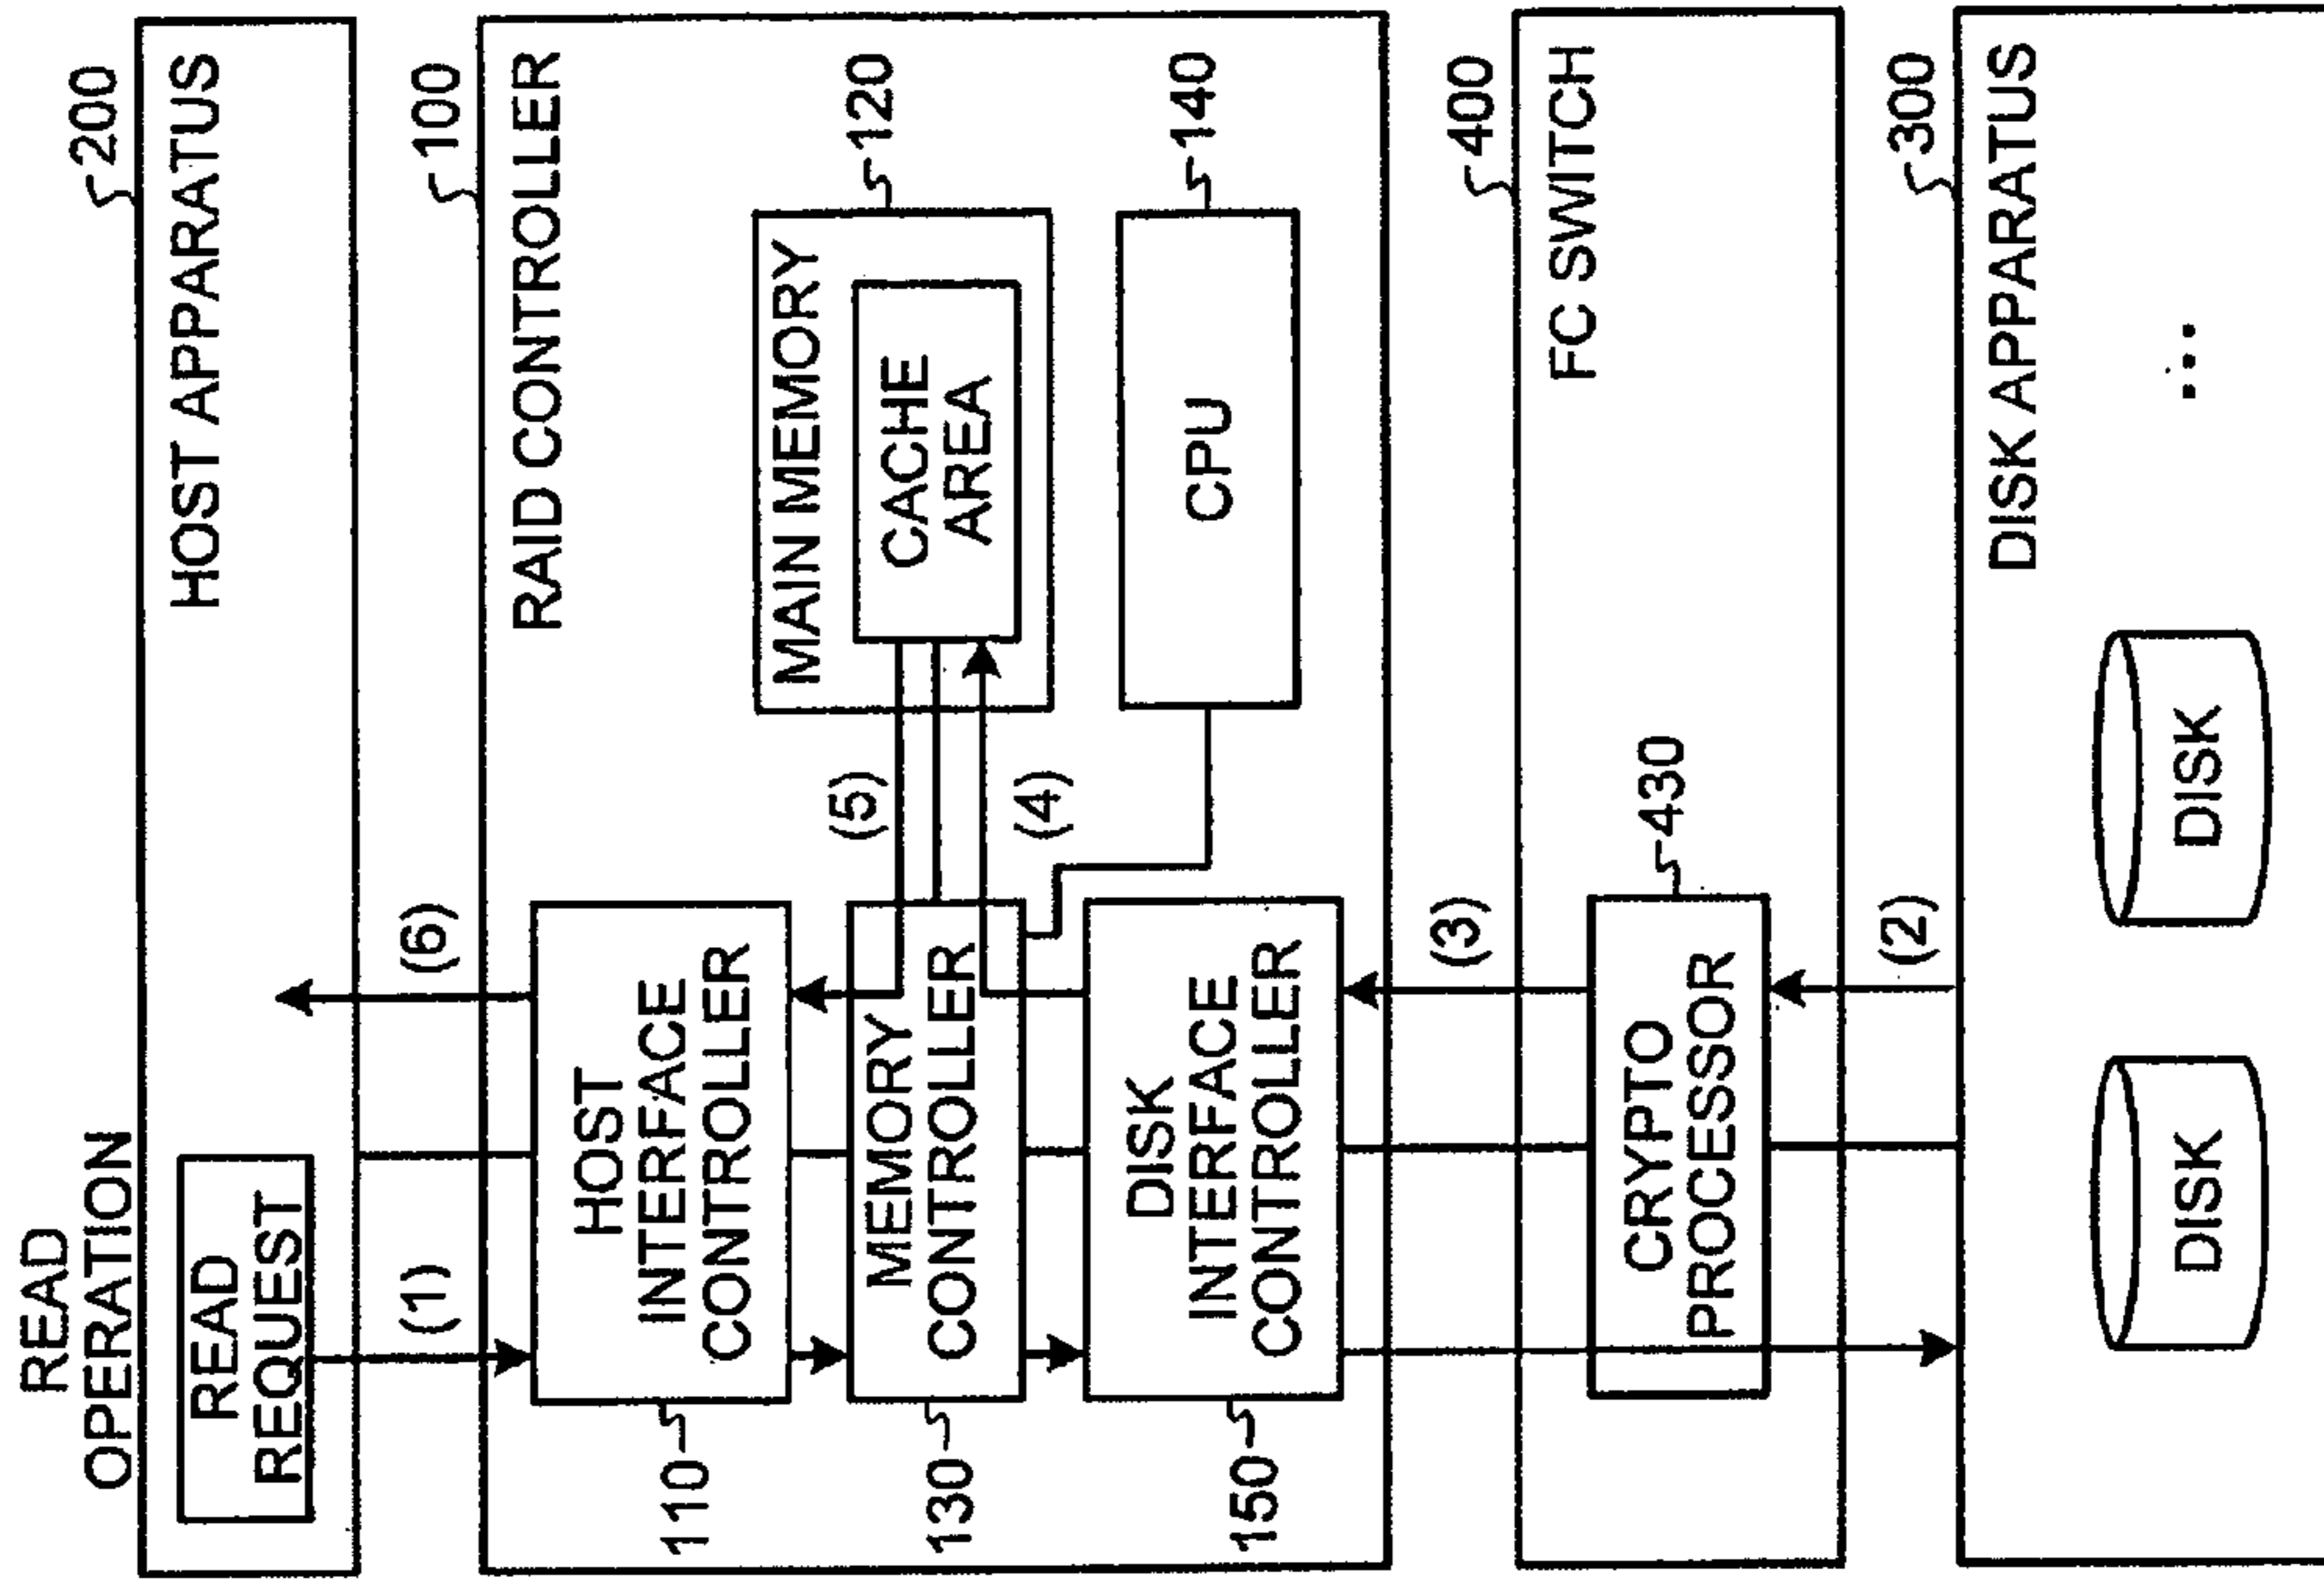 READ
OPERATION
HOST APPARATUS
200
READ
REQUEST
(1)
(6)
100
RAID CONTROLLER
HOST
INTERFACE
CONTROLLER
110
MAIN MEMORY
120
CACHE
AREA
(5)
(4)
MEMORY
CONTROLLER
130
CPU
140
DISK
INTERFACE
CONTROLLER
150
(3)
400
FC SWITCH
CRYPTO
PROCESSOR
430
(2)
300
DISK APPARATUS
DISK
DISK
...